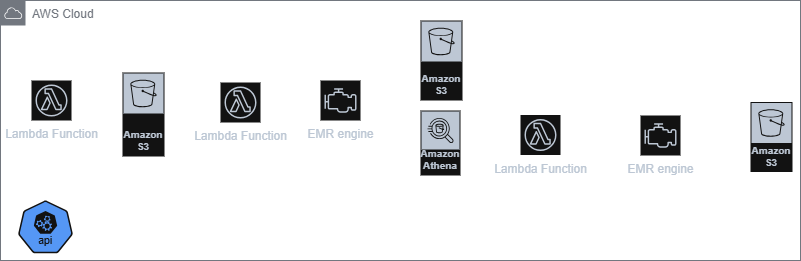 AWS Cloud
Lambda Function
Amazon
S3
Lambda Function
EMR engine
Amazon
S3
Amazon
Athena
Lambda Function
EMR engine
Amazon
S3
api